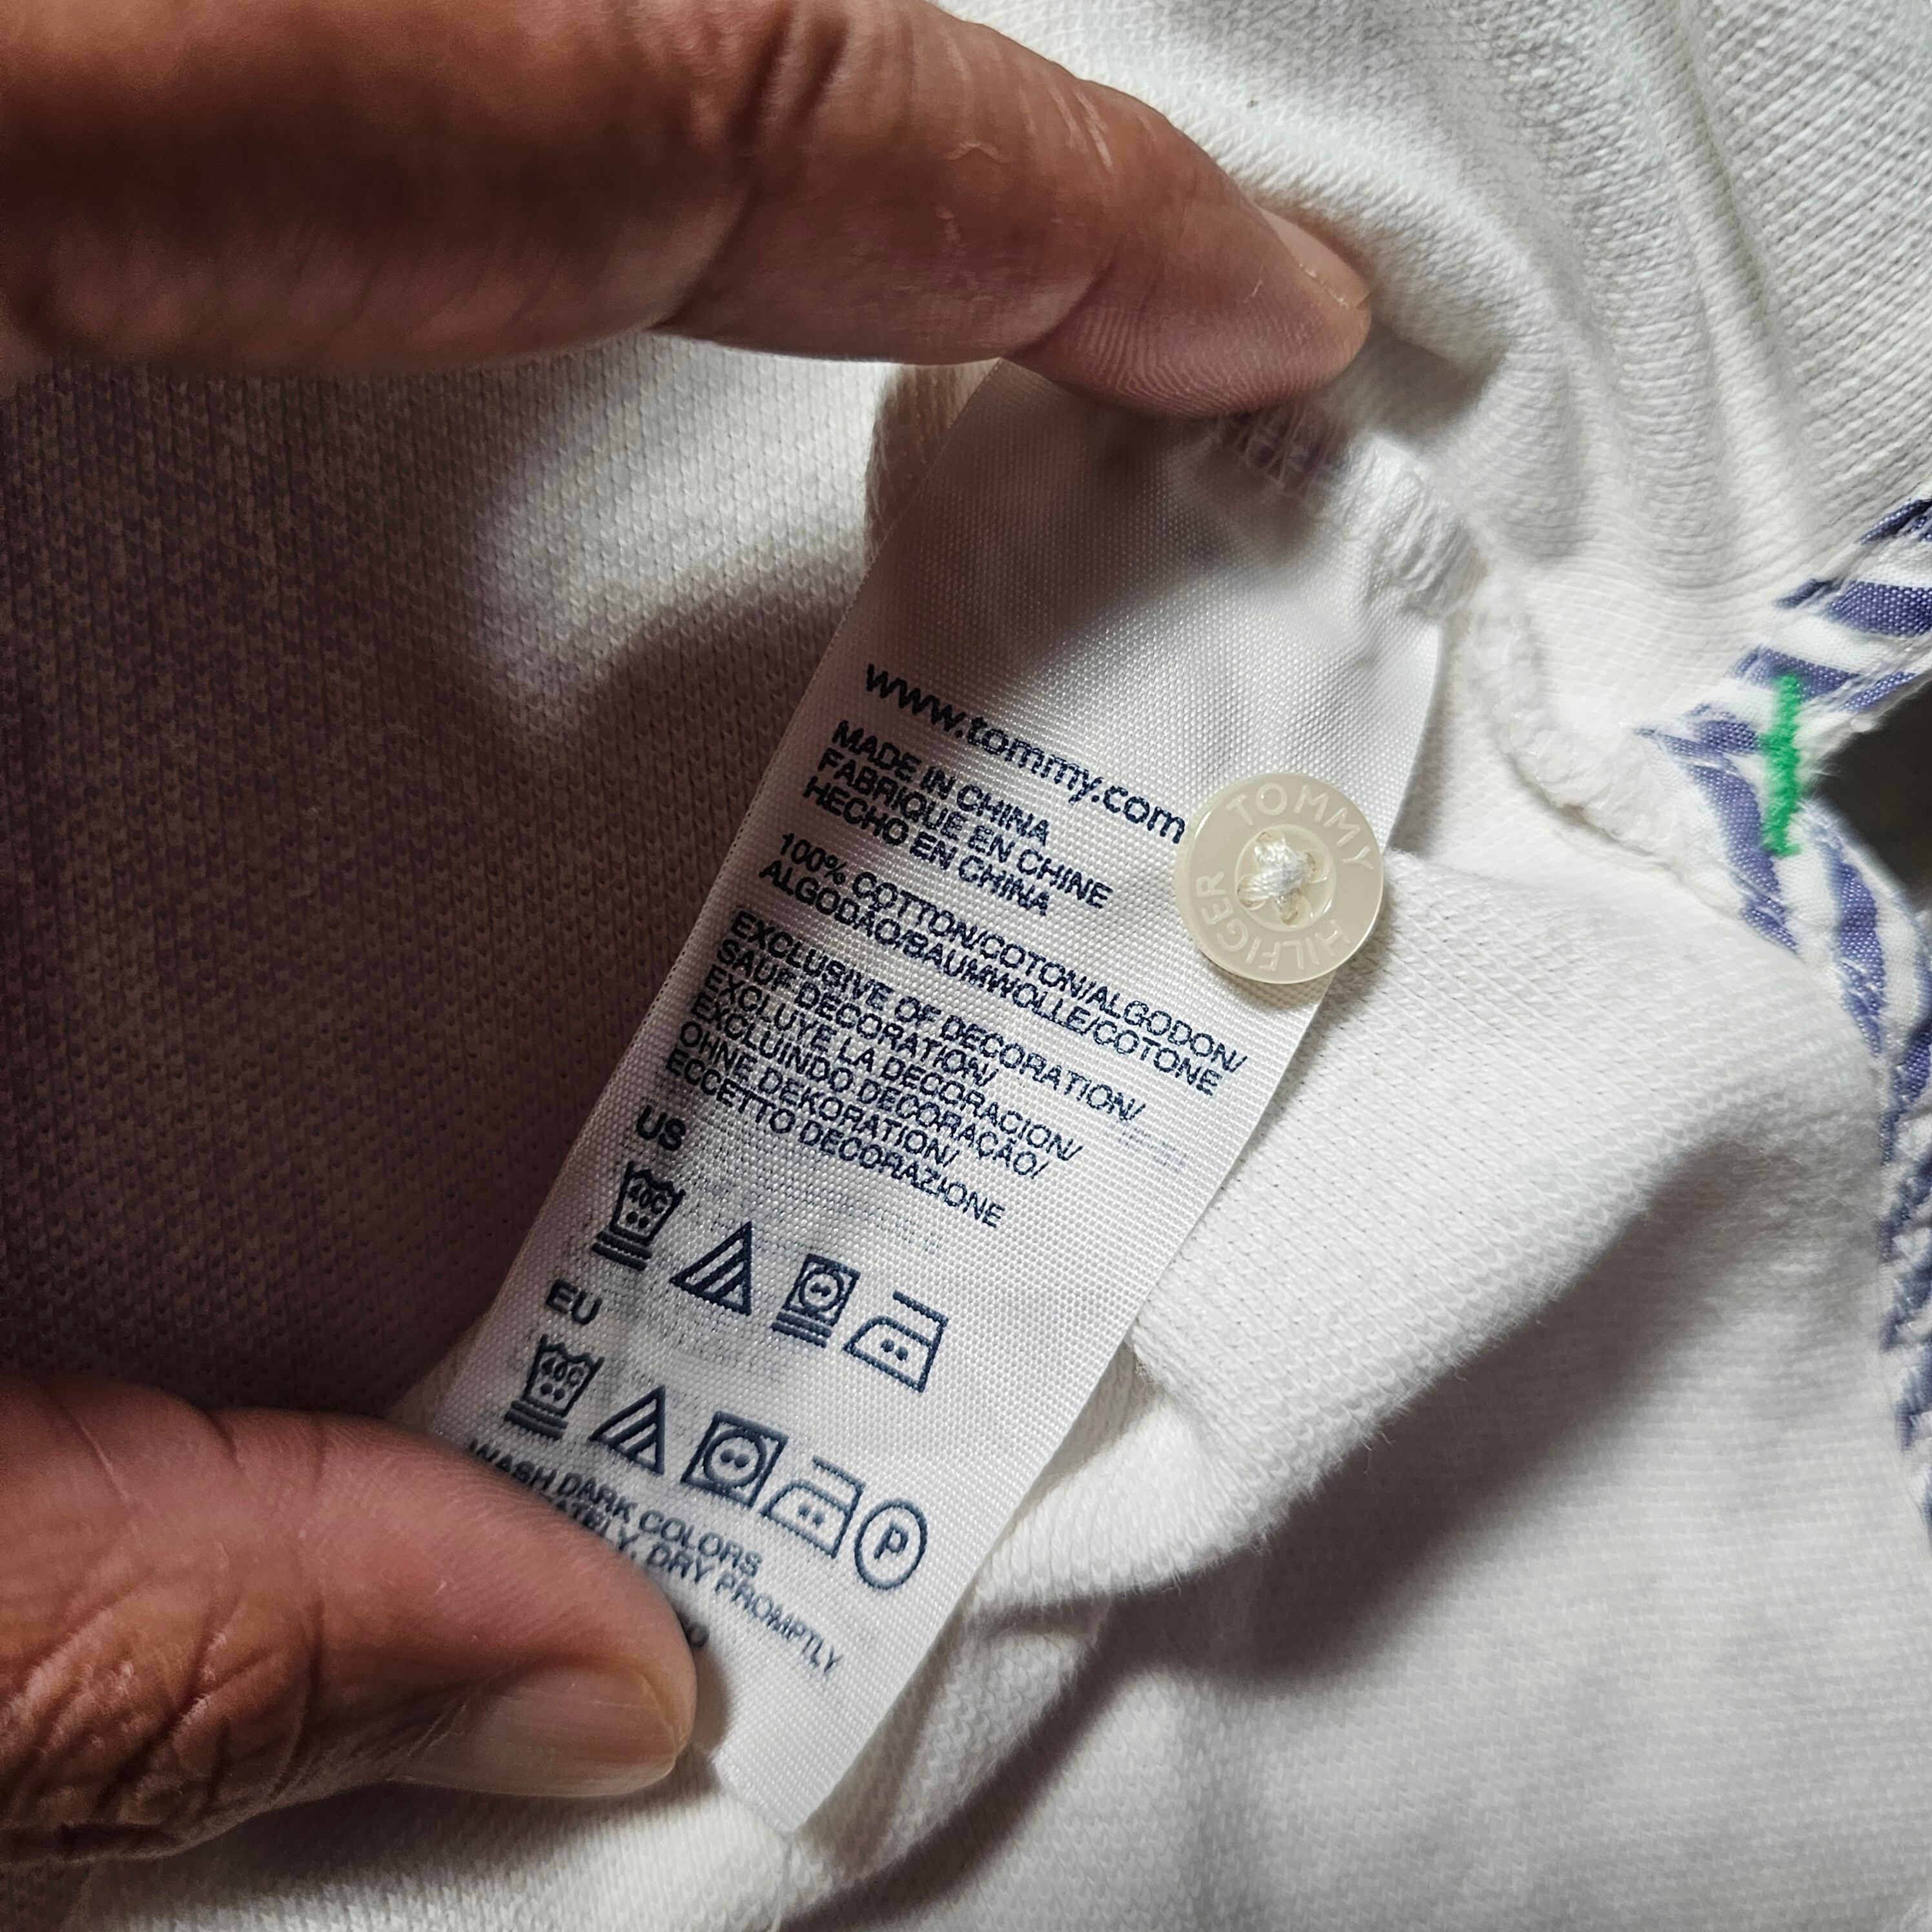 www.tommy.com
MADE IN CHINA
FABRIQUE EN CHINE
HECHO EN CHINA
100% COTTON/COTON/ALGODON/
ALGODÃO/BAUMWOLLE/COTONE
EXCLUSIVE OF DECORATION/
SAUF DECORATION/
EXCLUYE LA DECORACION/
EXCLUINDO DECORAÇÃO/
OHNE DEKORATION/
ECCETTO DECORAZIONE
US
40C
EU
40C
P
WASH DARK COLORS
DRY PROMPTLY
TOMMY
HILFIGER